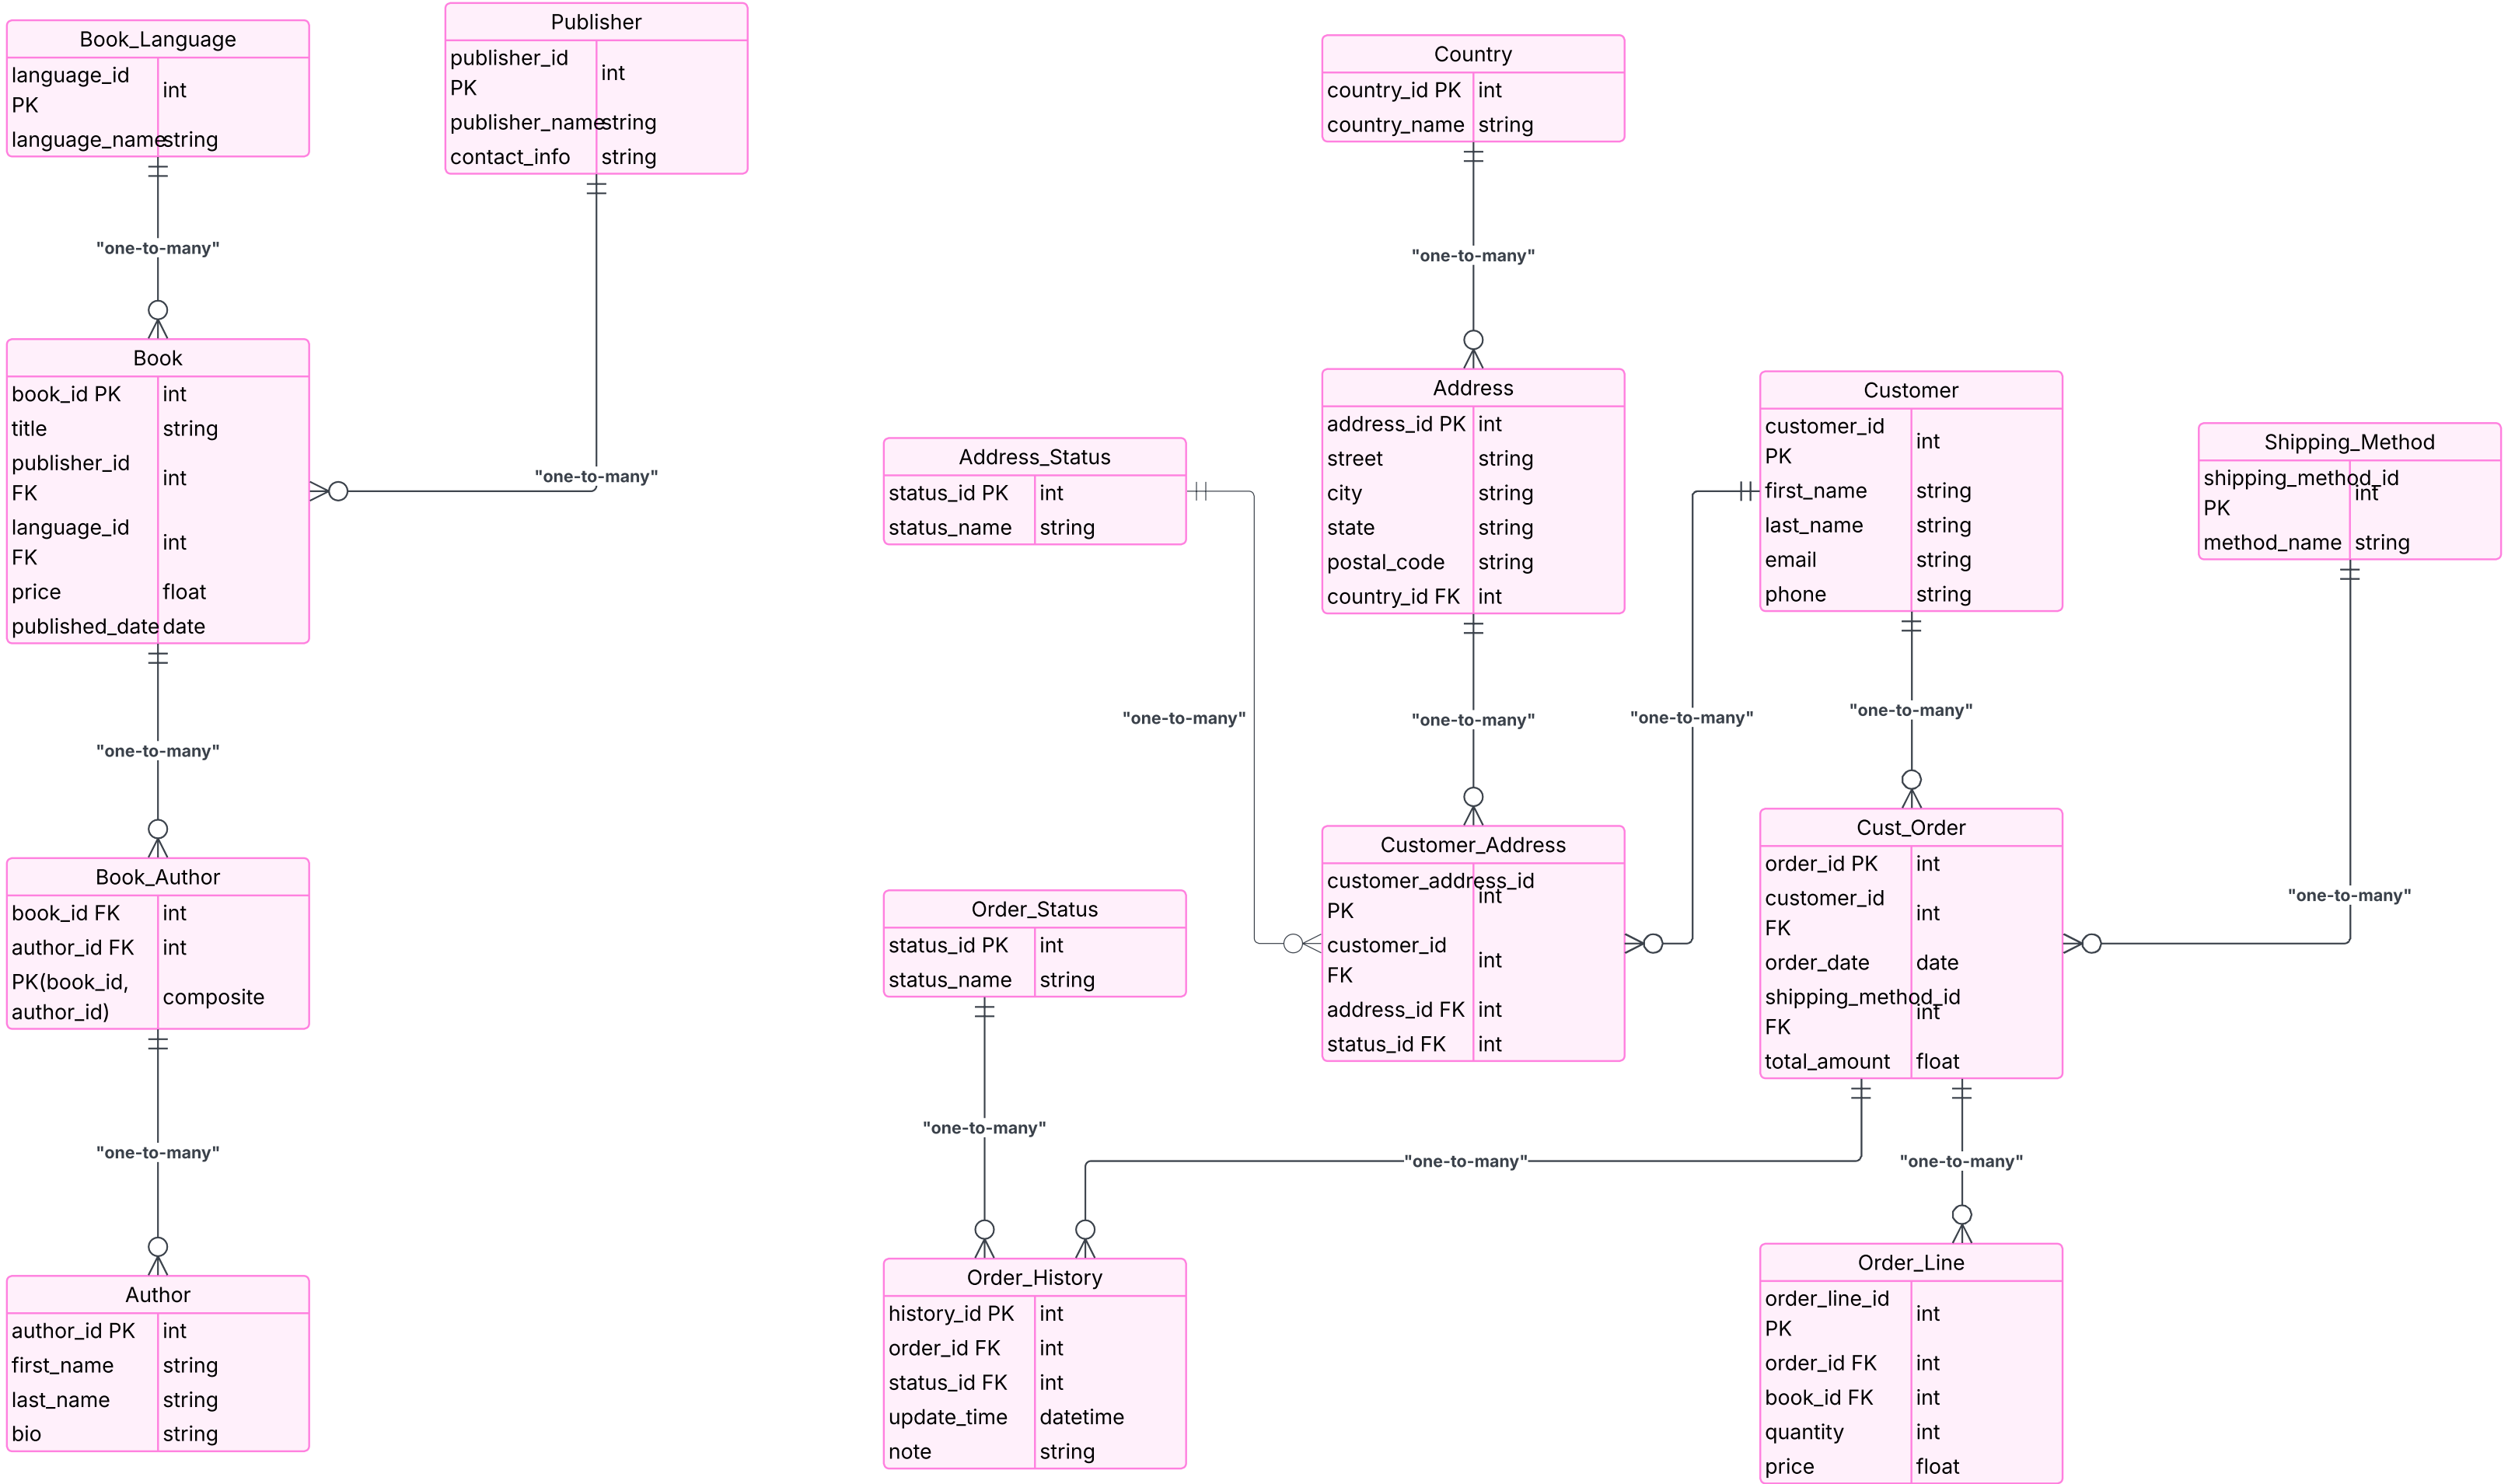 Book_Language
language_id
PK
int
language_name
string
"one-to-many"
Publisher
publisher_id
PK
int
publisher_name
string
contact_info
string
"one-to-many"
Book
book_id PK
int
title
string
publisher_id
FK
int
language_id
FK
int
price
float
published_date
date
"one-to-many"
Book_Author
book_id FK
int
author_id FK
int
PK(book_id,
author_id)
composite
"one-to-many"
Author
author_id PK
int
first_name
string
last_name
string
bio
string
Country
country_id PK
int
country_name
string
"one-to-many"
Address_Status
status_id PK
int
status_name
string
"one-to-many"
Address
address_id PK
int
street
string
city
string
state
string
postal_code
string
country_id FK
int
"one-to-many"
Customer
customer_id
PK
int
first_name
string
last_name
string
email
string
phone
string
"one-to-many"
"one-to-many"
Shipping_Method
shipping_method_id
PK
int
method_name
string
"one-to-many"
Order_Status
status_id PK
int
status_name
string
"one-to-many"
Customer_Address
customer_address_id
PK
int
customer_id
FK
int
address_id FK
int
status_id FK
int
Cust_Order
order_id PK
int
customer_id
FK
int
order_date
date
shipping_method_id
FK
int
total_amount
float
"one-to-many"
"one-to-many"
Order_History
history_id PK
int
order_id FK
int
status_id FK
int
update_time
datetime
note
string
Order_Line
order_line_id
PK
int
order_id FK
int
book_id FK
int
quantity
int
price
float